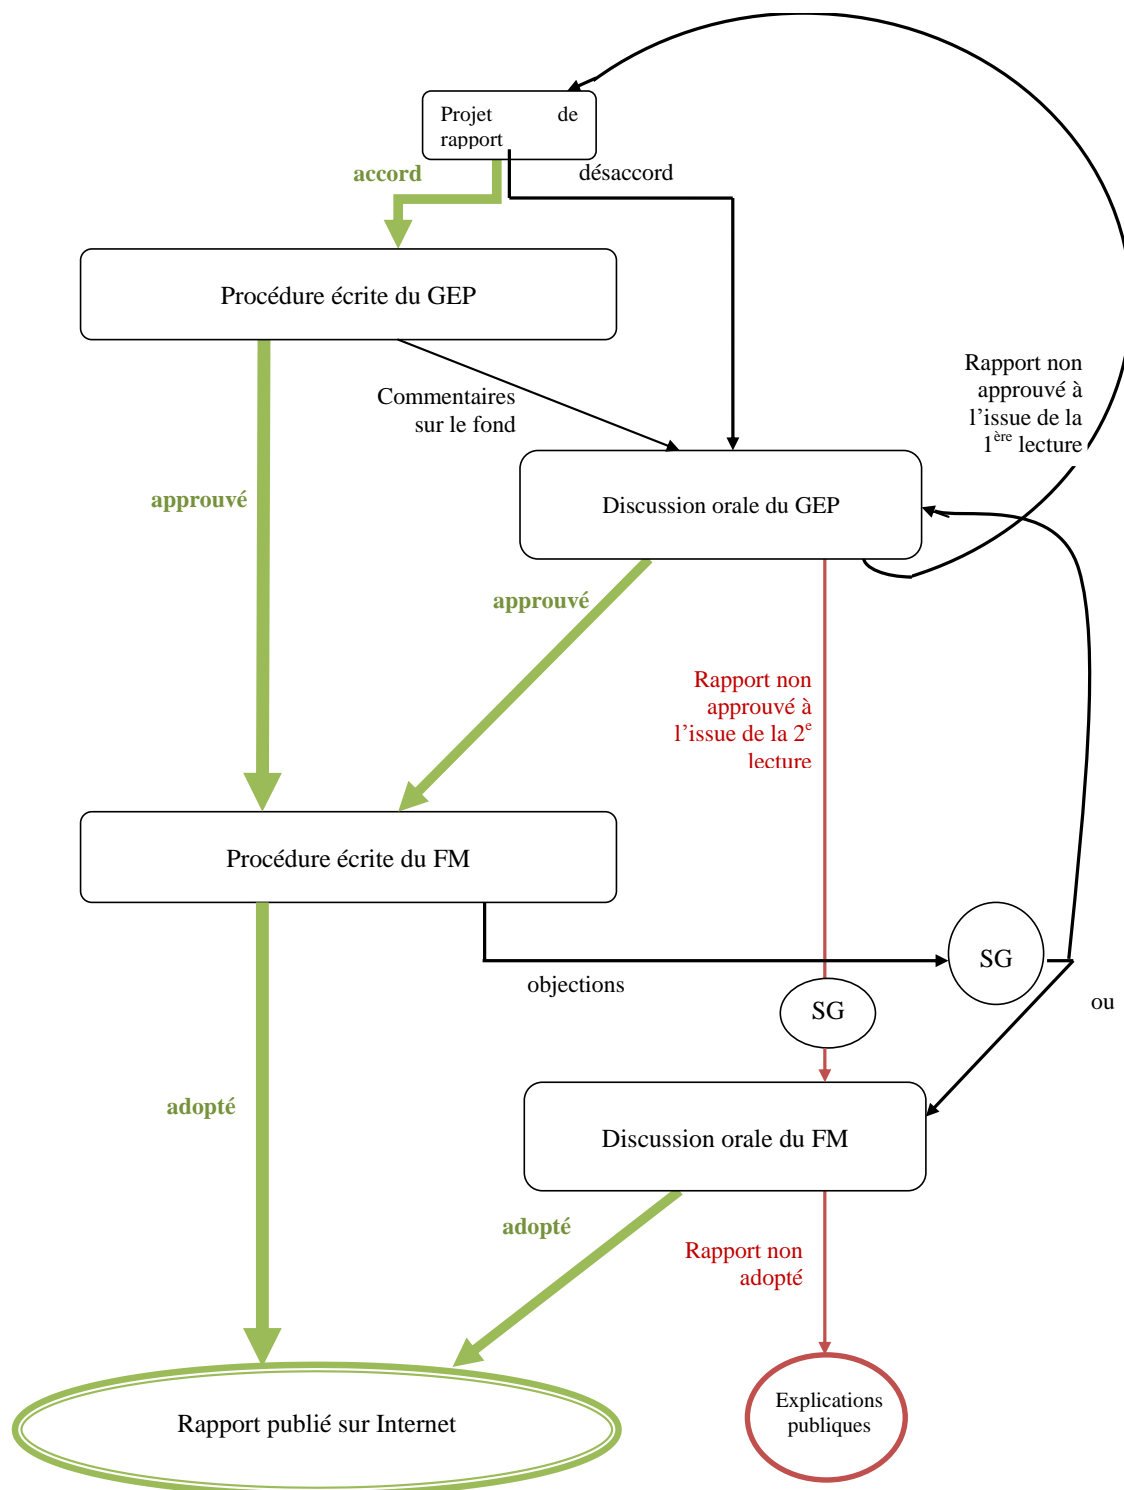 Projet de
rapport
accord
désaccord
Procédure écrite du GEP
Rapport non
approuvé à
l’issue de la
1ère lecture
Commentaires
sur le fond
approuvé
Discussion orale du GEP
approuvé
Rapport non
approuvé à
l’issue de la 2e
lecture
Procédure écrite du FM
SG
objections
SG
ou
adopté
Discussion orale du FM
adopté
Rapport non
adopté
Explications
publiques
Rapport publié sur Internet